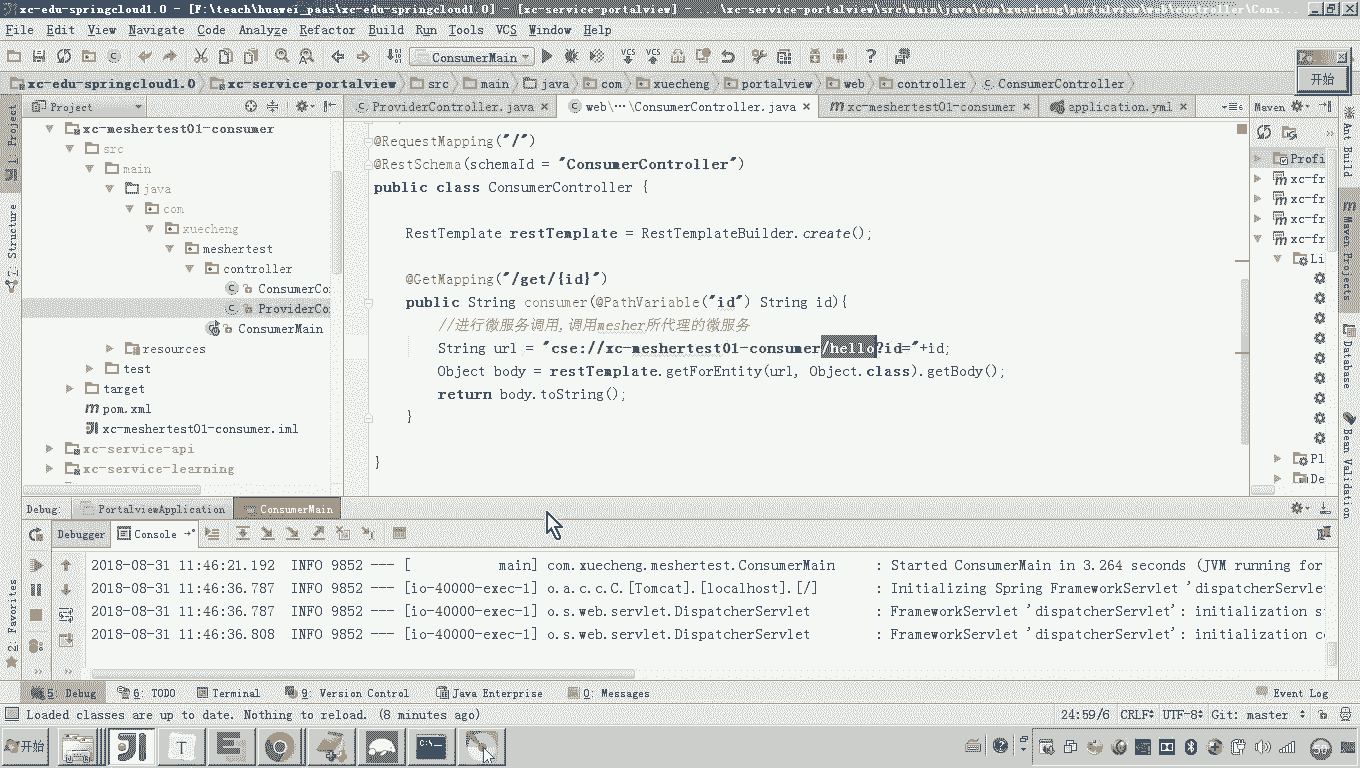 xc-edu-springcloud1.0 - [F:\teach\huawei_paas\xc-edu-springcloud1.0] - [xc-service-portalview] -
File Edit View Navigate Code Analyze Refactor Build Run Tools VCS Window Help
ConsumerMain
开始
xc-edu-springcloud1.0 xc-service-portalview src main java com xuecheng portalview web controller ConsumerController
Project
ProviderController.java web\…\ConsumerController.java xc-meshertest01-consumer application.yml
Maven
1: Project
7: Structure
2: Favorites
xc-meshertest01-consumer
src
main
java
com
xuecheng
meshertest
controller
ConsumerCo
ProviderCo
ConsumerMain
resources
test
target
pom.xml
xc-meshertest01-consumer.iml
xc-service-api
xc-service-learning
@RequestMapping("/")
@RestSchema(schemaId = "ConsumerController")
public class ConsumerController {
RestTemplate restTemplate = RestTemplateBuilder.create();
@GetMapping("/get/{id}")
public String consumer(@PathVariable("id") String id){
//进行微服务调用,调用mesher所代理的微服务
String url = "cse://xc-meshertest01-consumer/hello?id="+id;
Object body = restTemplate.getForEntity(url, Object.class).getBody();
return body.toString();
}
}
Profi
xc-fr
xc-fr
xc-fr
xc-fr
Li
Pl
De
Ant Build
Maven Projects
Database
Bean Validation
Debug: PortalviewApplication ConsumerMain
Debugger Console
2018-08-31 11:46:21.192 INFO 9852 --- [ main] com.xuecheng.meshertest.ConsumerMain : Started ConsumerMain in 3.264 seconds (JVM running for
2018-08-31 11:46:36.787 INFO 9852 --- [io-40000-exec-1] o.a.c.c.C.[Tomcat].[localhost].[/] : Initializing Spring FrameworkServlet 'dispatcherServlet
2018-08-31 11:46:36.787 INFO 9852 --- [io-40000-exec-1] o.s.web.servlet.DispatcherServlet : FrameworkServlet 'dispatcherServlet': initialization s
2018-08-31 11:46:36.808 INFO 9852 --- [io-40000-exec-1] o.s.web.servlet.DispatcherServlet : FrameworkServlet 'dispatcherServlet': initialization c
5: Debug 6: TODO Terminal 9: Version Control Java Enterprise 0: Messages Event Log
Loaded classes are up to date. Nothing to reload. (8 minutes ago) 24:59/6 CRLF UTF-8 Git: master
开始